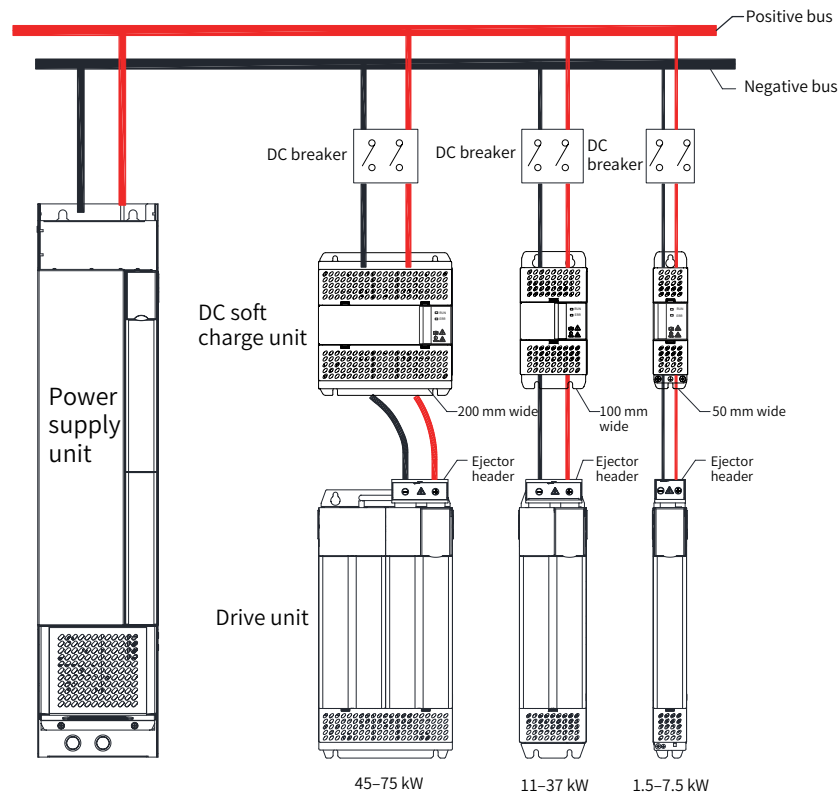 Positive bus
Negative bus
DC breaker
DC breaker
DC
breaker
DC soft
charge unit
Power
supply
unit
200 mm wide
100 mm
wide
50 mm wide
Ejector
header
Ejector
header
Ejector
header
Drive unit
45–75 kW
11–37 kW
1.5–7.5 kW